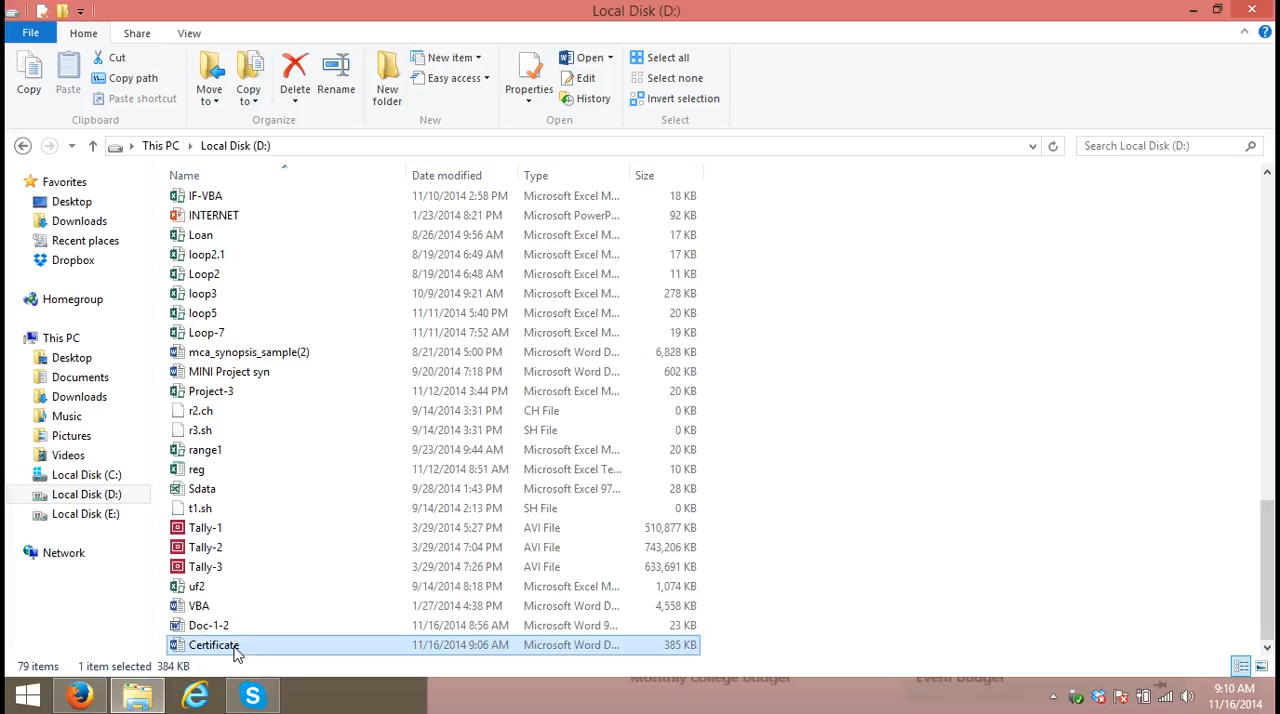 Local Disk (D:)
File Home Share View
Copy Paste Cut Copy path Paste shortcut Move to Copy to Delete Rename New folder New item Easy access Properties Open Edit History Select all Select none Invert selection
Clipboard Organize New Open Select
This PC Local Disk (D:) Search Local Disk (D:)
Favorites
Desktop
Downloads
Recent places
Dropbox
Homegroup
This PC
Desktop
Documents
Downloads
Music
Pictures
Videos
Local Disk (C:)
Local Disk (D:)
Local Disk (E:)
Network
Name Date modified Type Size
IF-VBA 11/10/2014 2:58 PM Microsoft Excel M... 18 KB
INTERNET 1/23/2014 8:21 PM Microsoft PowerP... 92 KB
Loan 8/26/2014 9:56 AM Microsoft Excel M... 17 KB
loop2.1 8/19/2014 6:49 AM Microsoft Excel M... 17 KB
Loop2 8/19/2014 6:48 AM Microsoft Excel M... 11 KB
loop3 10/9/2014 9:21 AM Microsoft Excel M... 278 KB
loop5 11/11/2014 5:40 PM Microsoft Excel M... 20 KB
Loop-7 11/11/2014 7:52 AM Microsoft Excel M... 19 KB
mca_synopsis_sample(2) 8/21/2014 5:00 PM Microsoft Word D... 6,828 KB
MINI Project syn 9/20/2014 7:18 PM Microsoft Word D... 602 KB
Project-3 11/12/2014 3:44 PM Microsoft Excel M... 20 KB
r2.ch 9/14/2014 3:31 PM CH File 0 KB
r3.sh 9/14/2014 3:31 PM SH File 0 KB
range1 9/23/2014 9:44 AM Microsoft Excel M... 20 KB
reg 11/12/2014 8:51 AM Microsoft Excel Te... 10 KB
Sdata 9/28/2014 1:43 PM Microsoft Excel 97... 28 KB
t1.sh 9/14/2014 2:13 PM SH File 0 KB
Tally-1 3/29/2014 5:27 PM AVI File 510,877 KB
Tally-2 3/29/2014 7:04 PM AVI File 743,206 KB
Tally-3 3/29/2014 7:26 PM AVI File 633,691 KB
uf2 9/14/2014 8:18 PM Microsoft Excel M... 1,074 KB
VBA 1/27/2014 4:38 PM Microsoft Word D... 4,558 KB
Doc-1-2 11/16/2014 8:56 AM Microsoft Word 9... 23 KB
Certificate 11/16/2014 9:06 AM Microsoft Word D... 385 KB
79 items 1 item selected 384 KB
Monthly college budget Event budget
9:10 AM
11/16/2014